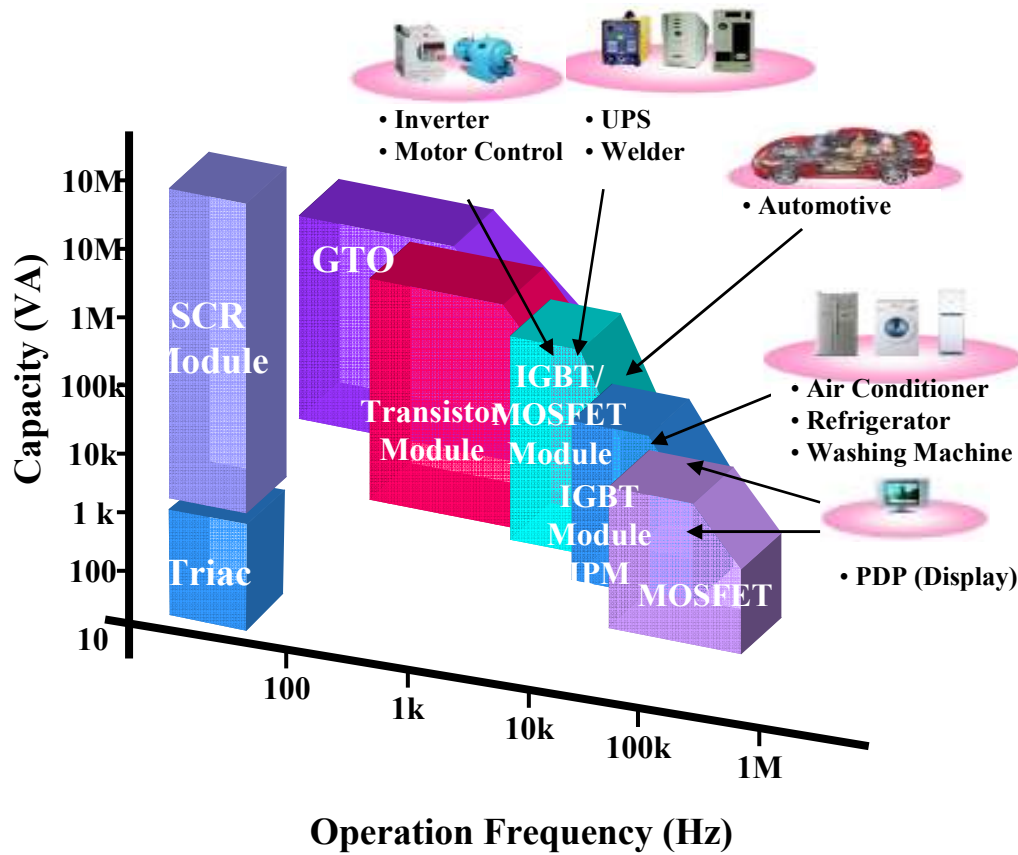 • Inverter
• Motor Control
• UPS
• Welder
• Automotive
• Air Conditioner
• Refrigerator
• Washing Machine
• PDP (Display)
Capacity (VA)
10M
10M
1M
100k
10k
1 k
100
10
SCR
Module
Triac
GTO
Transistor
Module
IGBT/
MOSFET
Module
IGBT
Module
IPM
MOSFET
100
1k
10k
100k
1M
Operation Frequency (Hz)